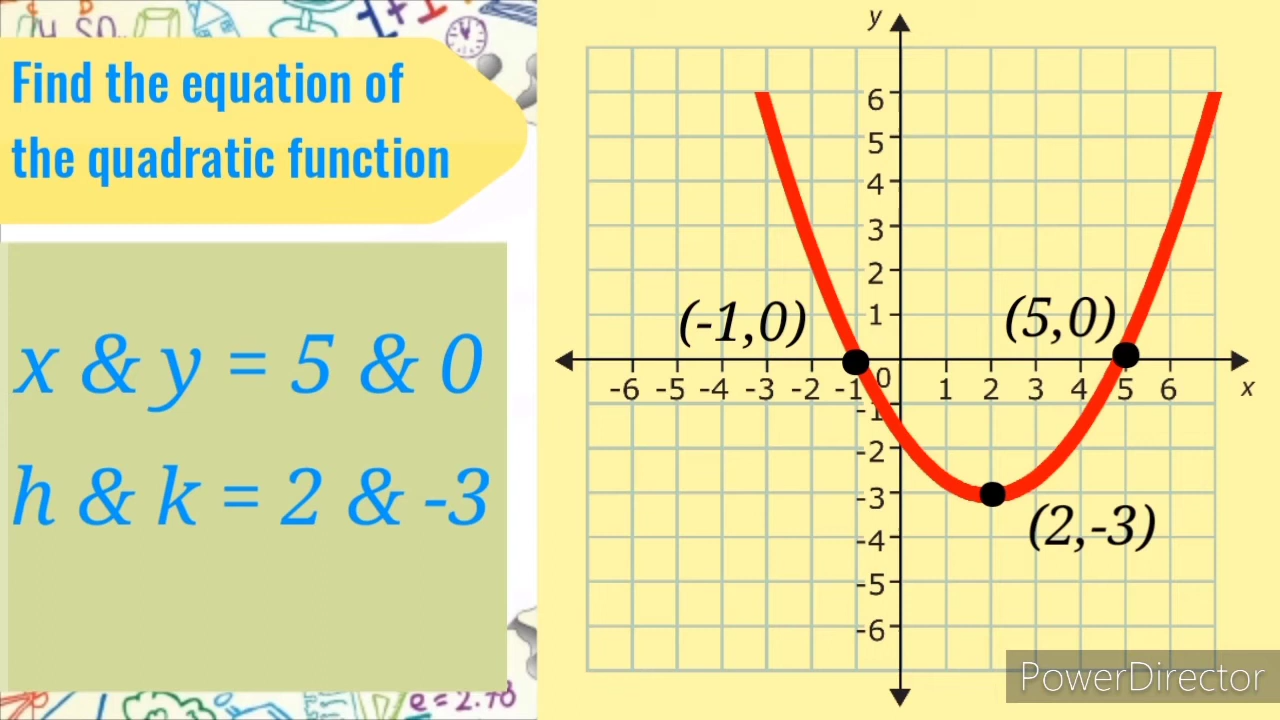 Find the equation of
the quadratic function
x & y = 5 & 0
h & k = 2 & -3
e = 2.78
y
6
5
4
3
2
1
(-1,0)
(5,0)
-6 -5 -4 -3 -2 -1 0 1 2 3 4 5 6 x
-1
-2
-3
(2,-3)
-4
-5
-6
PowerDirector